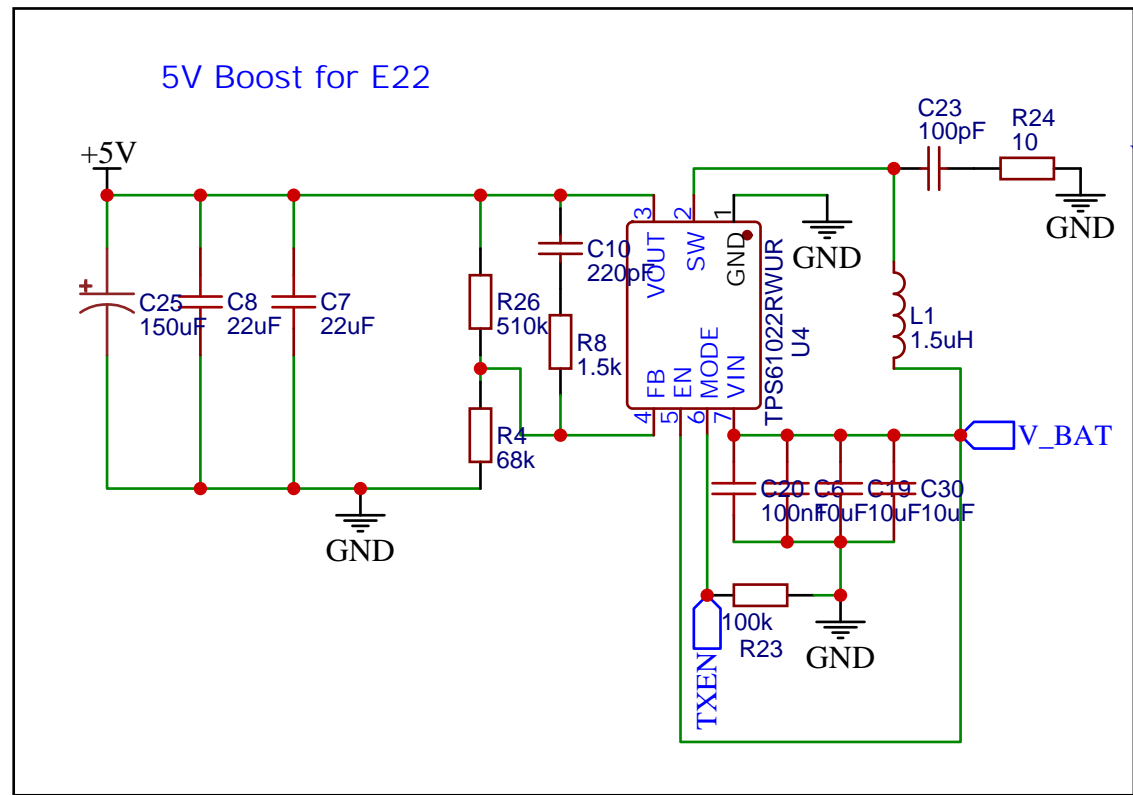 5V Boost for E22
+5V
C23
100pF
R24
10
GND
3
2
1
VOUT
SW
GND
GND
C10
220pF
C25
150uF
C8
22uF
C7
22uF
R26
510k
R8
1.5k
L1
1.5uH
TPS61022RWUR
U4
FB
EN
MODE
VIN
4
5
6
7
R4
68k
V_BAT
C20
100nF
C6
10uF
C19
10uF
C30
10uF
GND
TXEN
100k
R23
GND